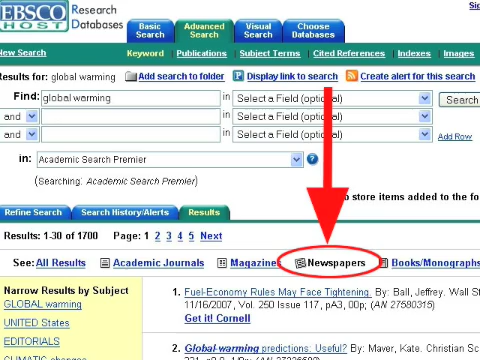 Sig
EBSCO HOST Research Databases
Basic Search Advanced Search Visual Search Choose Databases
New Search Keyword Publications Subject Terms Cited References Indexes Images
Results for: global warming Add search to folder Display link to search Create alert for this search
Find: global warming in Select a Field (optional) Search
and in Select a Field (optional)
and in Select a Field (optional) Add Row
in: Academic Search Premier
(Searching: Academic Search Premier)
o store items added to the fo
Refine Search Search History/Alerts Results
Results: 1-30 of 1700 Page: 1 2 3 4 5 Next
See: All Results Academic Journals Magazines Newspapers Books/Monographs
Narrow Results by Subject
GLOBAL warming
UNITED States
EDITORIALS
1. Fuel-Economy Rules May Face Tightening. By: Ball, Jeffrey. Wall St
11/16/2007, Vol. 250 Issue 117, pA3, 00p; (AN 27580315)
Get it! Cornell
2. Global warming predictions: Useful? By: Maver, Kate. Christian Sc